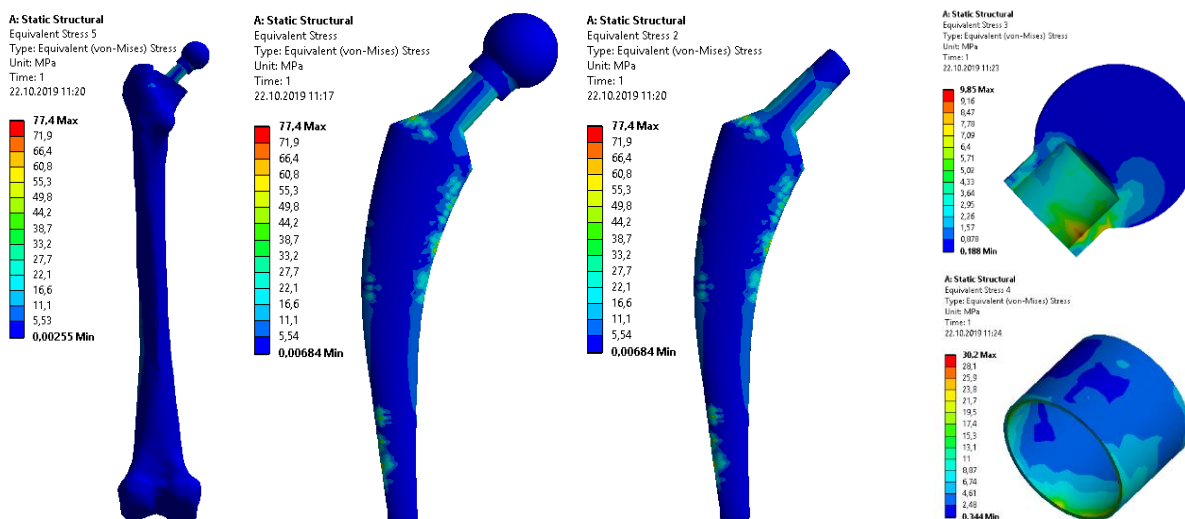 A: Static Structural
Equivalent Stress 5
Type: Equivalent (von-Mises) Stress
Unit: MPa
Time: 1
22.10.2019 11:20
77,4 Max
71,9
66,4
60,8
55,3
49,8
44,2
38,7
33,2
27,7
22,1
16,6
11,1
5,53
0,00255 Min
A: Static Structural
Equivalent Stress
Type: Equivalent (von-Mises) Stress
Unit: MPa
Time: 1
22.10.2019 11:17
77,4 Max
71,9
66,4
60,8
55,3
49,8
44,2
38,7
33,2
27,7
22,1
16,6
11,1
5,54
0,00684 Min
A: Static Structural
Equivalent Stress 2
Type: Equivalent (von-Mises) Stress
Unit: MPa
Time: 1
22.10.2019 11:20
77,4 Max
71,9
66,4
60,8
55,3
49,8
44,2
38,7
33,2
27,7
22,1
16,6
11,1
5,54
0,00684 Min
A: Static Structural
Equivalent Stress 3
Type: Equivalent (von-Mises) Stress
Unit: MPa
Time: 1
22.10.2019 11:23
9,85 Max
9,16
8,47
7,78
7,09
6,4
5,71
5,02
4,33
3,64
2,95
2,26
1,57
0,878
0,188 Min
A: Static Structural
Equivalent Stress 4
Type: Equivalent (von-Mises) Stress
Unit: MPa
Time: 1
22.10.2019 11:24
30,2 Max
28,1
25,9
23,8
21,7
19,5
17,4
15,3
13,1
11
8,87
6,74
4,61
2,48
0,344 Min